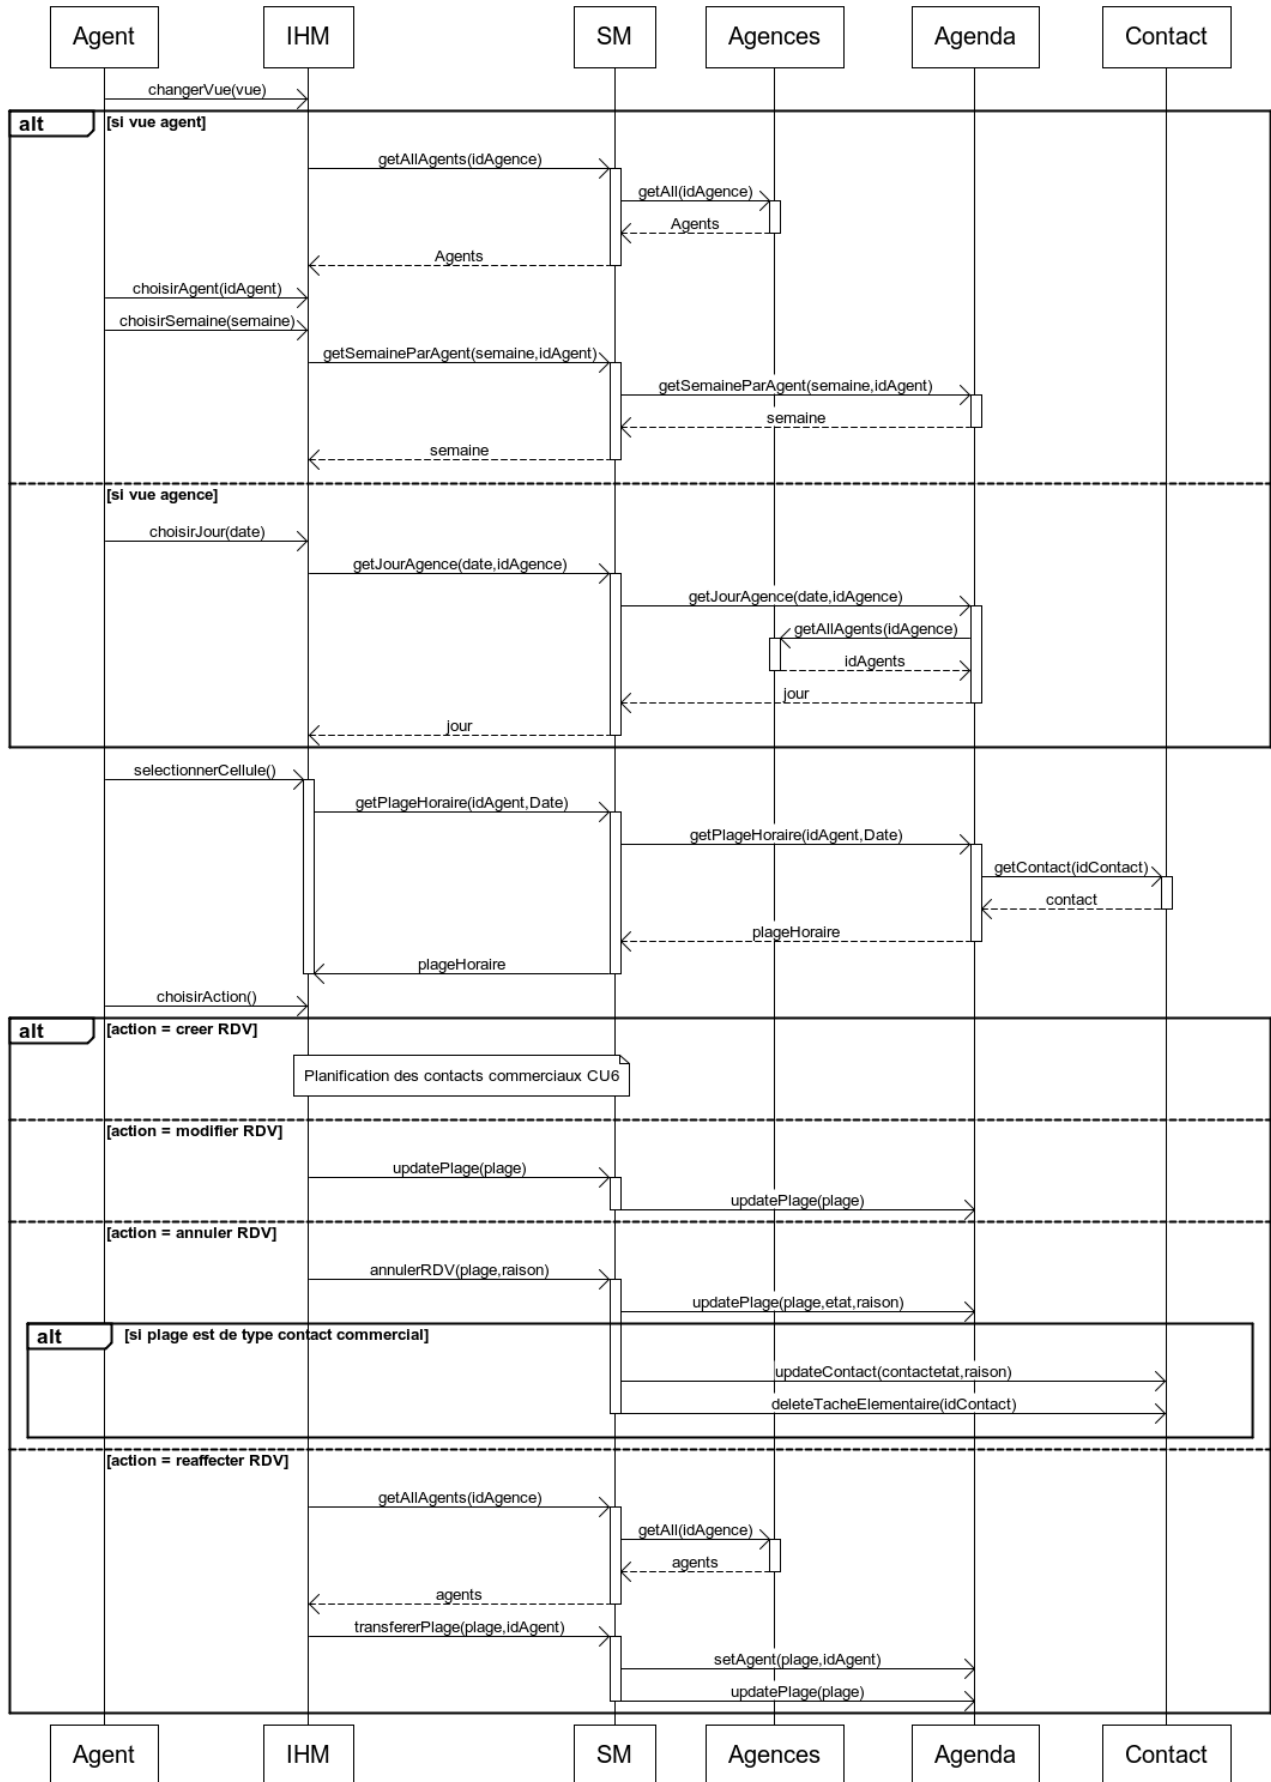 Agent IHM SM Agences Agenda Contact
changerVue(vue)
alt [si vue agent]
getAllAgents(idAgence)
getAll(idAgence)
Agents
Agents
choisirAgent(idAgent)
choisirSemaine(semaine)
getSemaineParAgent(semaine,idAgent)
getSemaineParAgent(semaine,idAgent)
semaine
semaine
[si vue agence]
choisirJour(date)
getJourAgence(date,idAgence)
getJourAgence(date,idAgence)
getAllAgents(idAgence)
idAgents
jour
jour
selectionnerCellule()
getPlageHoraire(idAgent,Date)
getPlageHoraire(idAgent,Date)
getContact(idContact)
contact
plageHoraire
plageHoraire
choisirAction()
alt [action = creer RDV]
Planification des contacts commerciaux CU6
[action = modifier RDV]
updatePlage(plage)
updatePlage(plage)
[action = annuler RDV]
annulerRDV(plage,raison)
updatePlage(plage,etat,raison)
alt [si plage est de type contact commercial]
updateContact(contactetat,raison)
deleteTacheElementaire(idContact)
[action = reaffecter RDV]
getAllAgents(idAgence)
getAll(idAgence)
agents
agents
transfererPlage(plage,idAgent)
setAgent(plage,idAgent)
updatePlage(plage)
Agent IHM SM Agences Agenda Contact